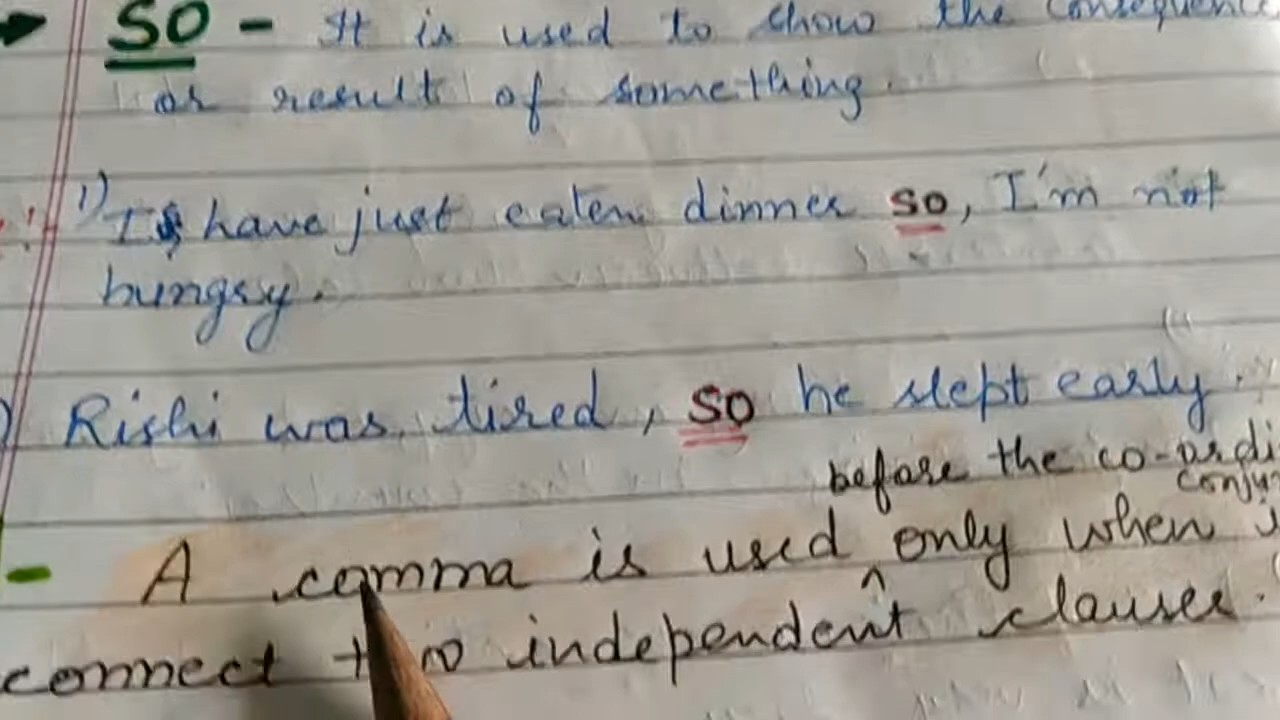 SO - It is used to show the consequence
or result of something.
1) I have just eaten dinner so, I'm not
hungry.
) Rishi was tired, so he slept early.
before the co-ordi
conju
- A comma is used ^ only when i
connect two independent clauses.